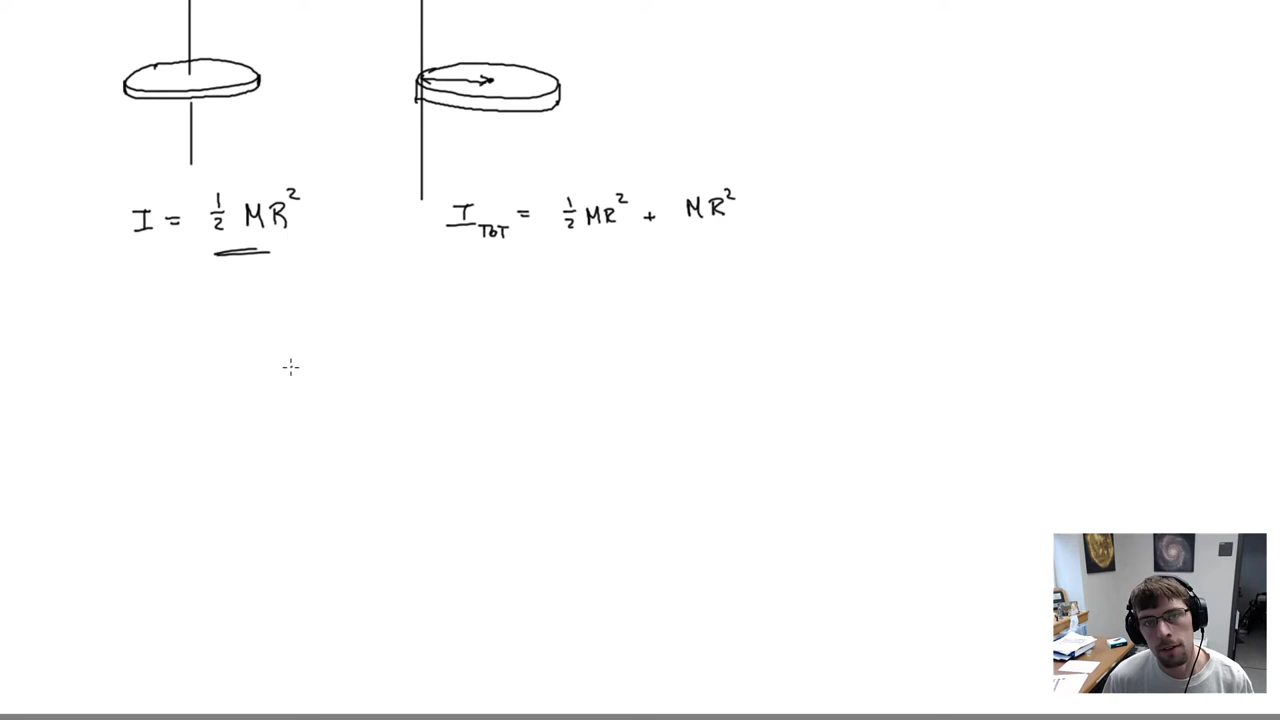 I = 1/2 MR²
I_TOT = 1/2 MR² + MR²